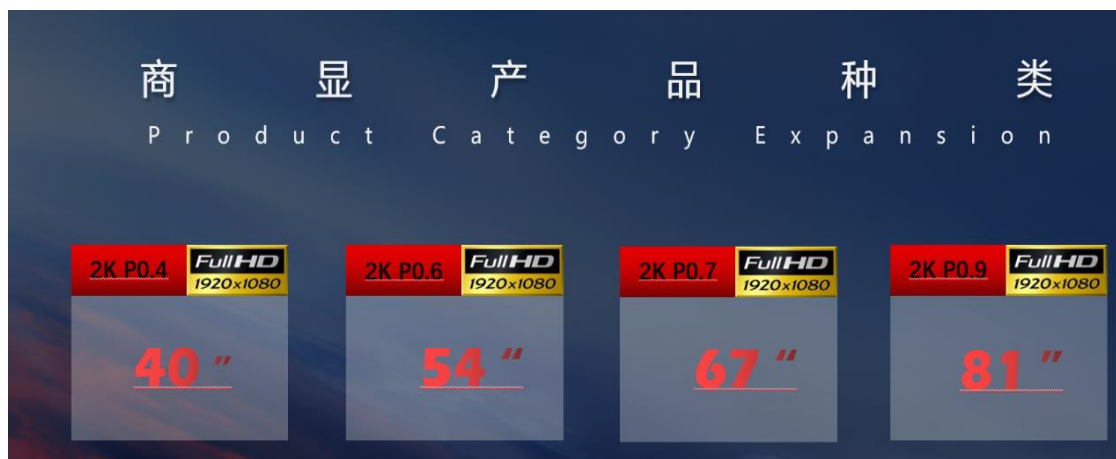 商显产品种类
Product Category Expansion
2K P0.4 Full HD 1920x1080
2K P0.6 Full HD 1920x1080
2K P0.7 Full HD 1920x1080
2K P0.9 Full HD 1920x1080
40 ″
54 “
67 “
81 ″